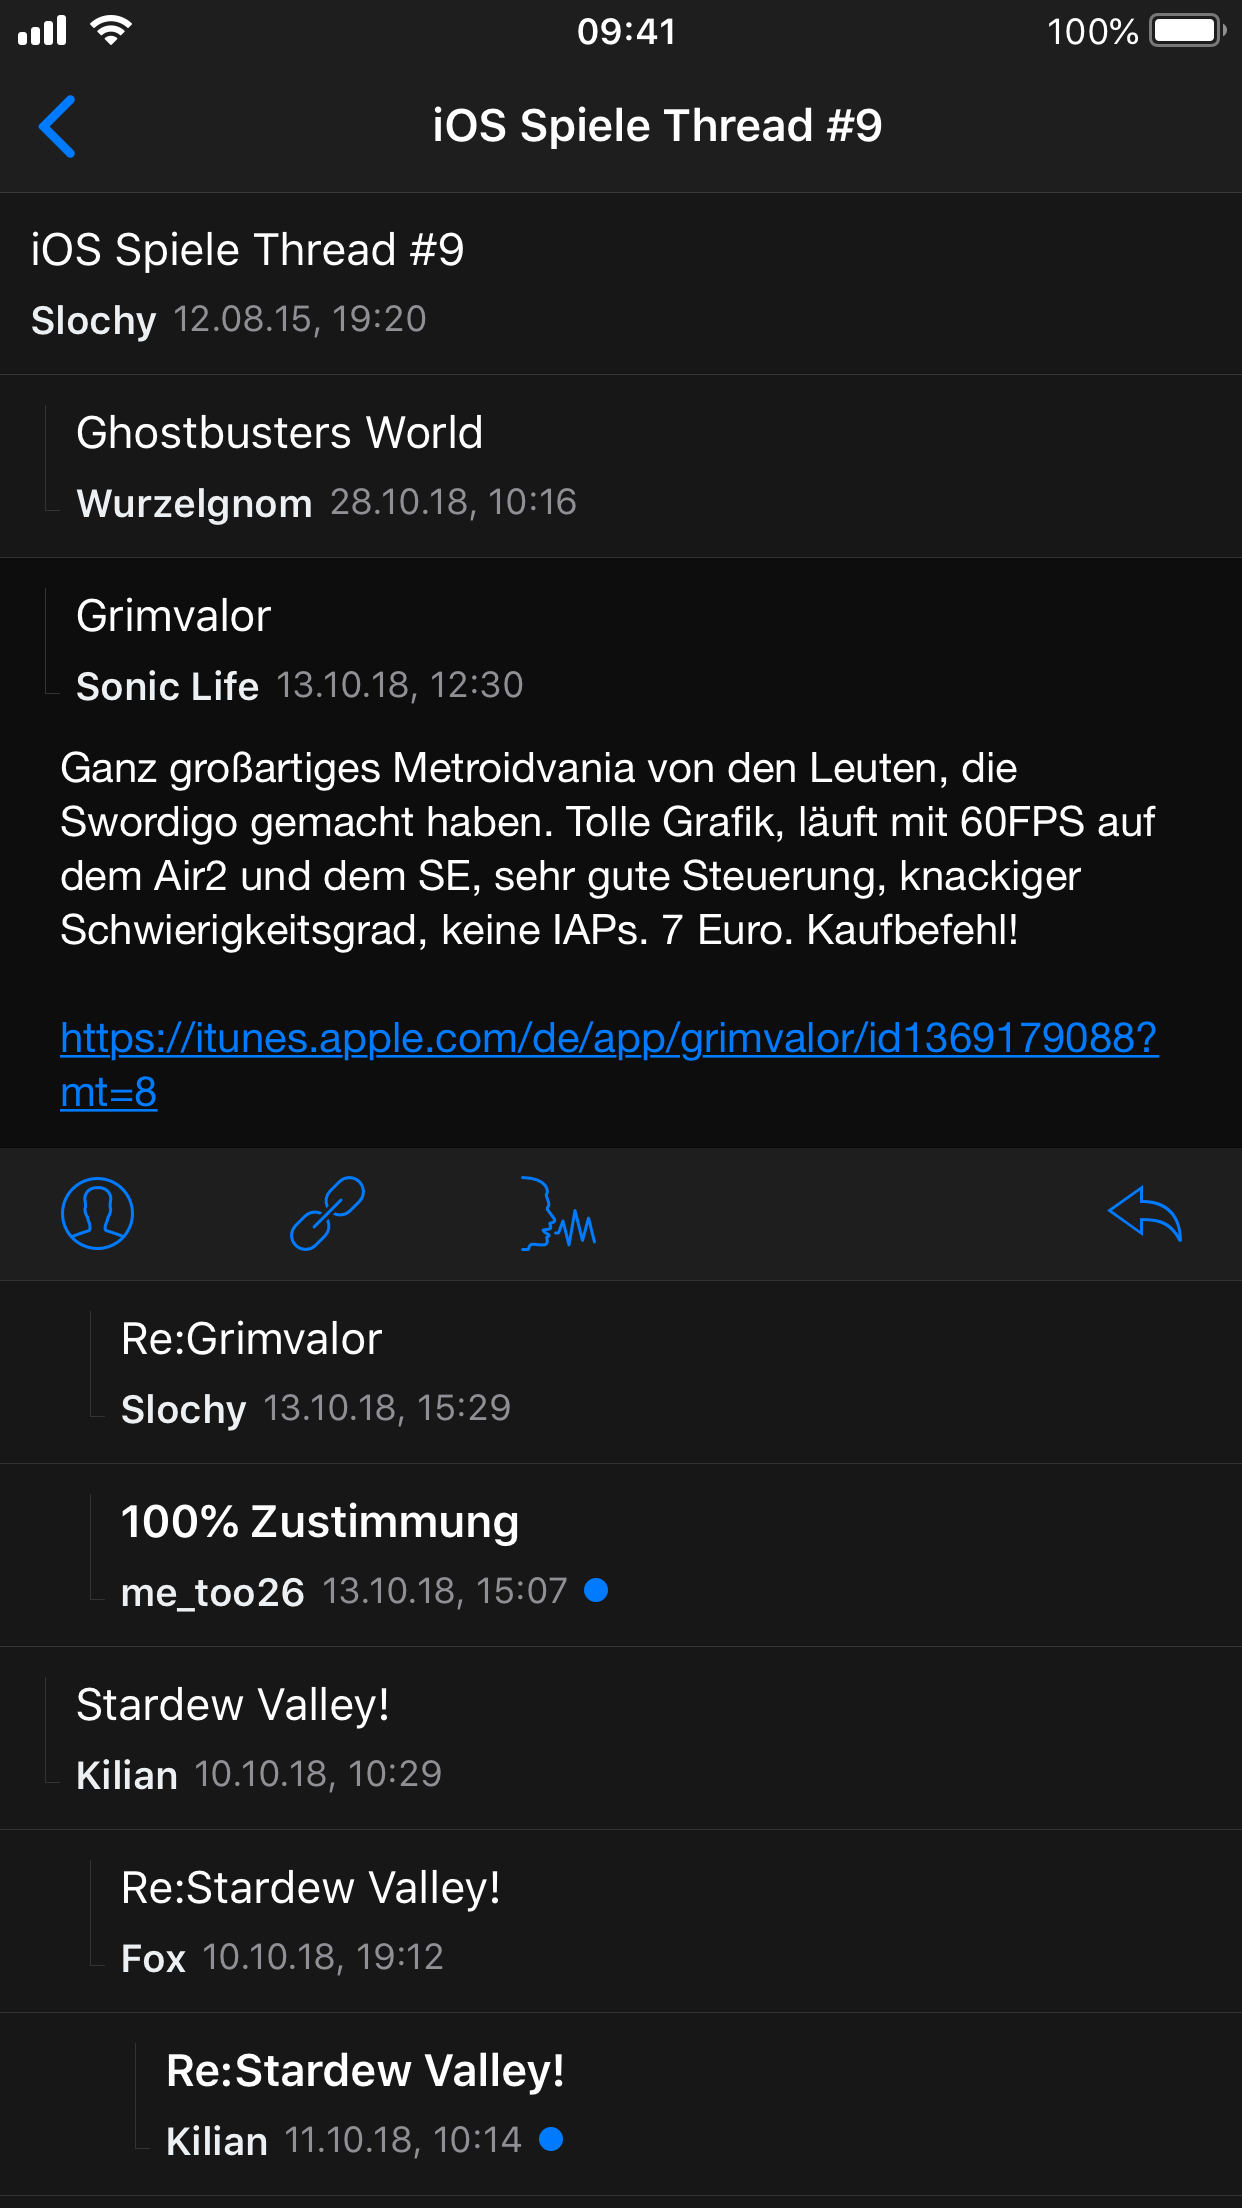 09:41
100%
iOS Spiele Thread #9
iOS Spiele Thread #9
Slochy 12.08.15, 19:20
Ghostbusters World
Wurzelgnom 28.10.18, 10:16
Grimvalor
Sonic Life 13.10.18, 12:30
Ganz großartiges Metroidvania von den Leuten, die
Swordigo gemacht haben. Tolle Grafik, läuft mit 60FPS auf
dem Air2 und dem SE, sehr gute Steuerung, knackiger
Schwierigkeitsgrad, keine IAPs. 7 Euro. Kaufbefehl!
https://itunes.apple.com/de/app/grimvalor/id1369179088?
mt=8
Re:Grimvalor
Slochy 13.10.18, 15:29
100% Zustimmung
me_too26 13.10.18, 15:07
Stardew Valley!
Kilian 10.10.18, 10:29
Re:Stardew Valley!
Fox 10.10.18, 19:12
Re:Stardew Valley!
Kilian 11.10.18, 10:14